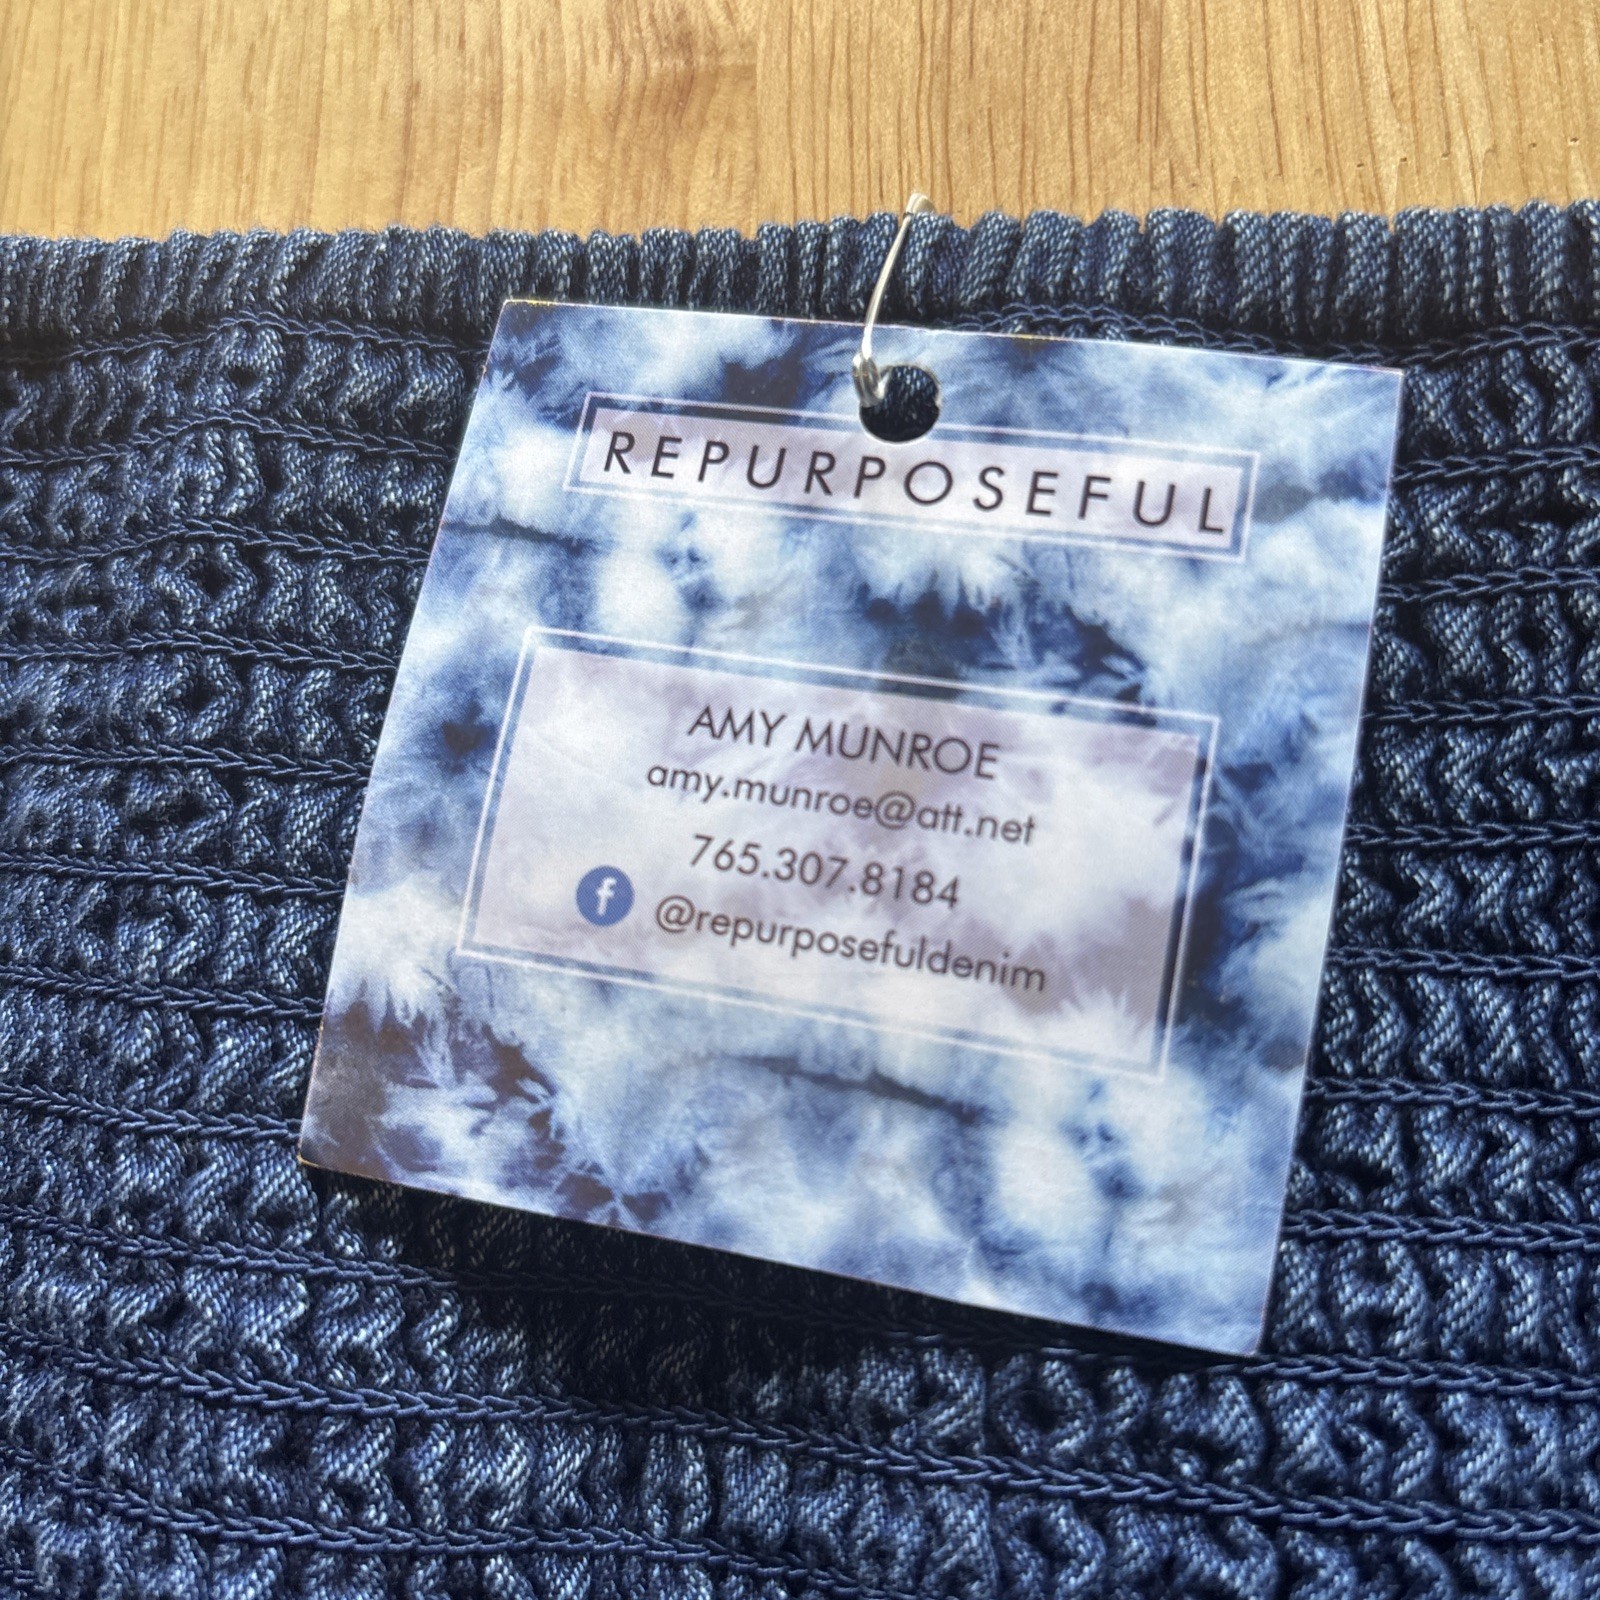 REPURPOSEFUL
AMY MUNROE
amy.munroe@att.net
765.307.8184
f @repurposefuldenim